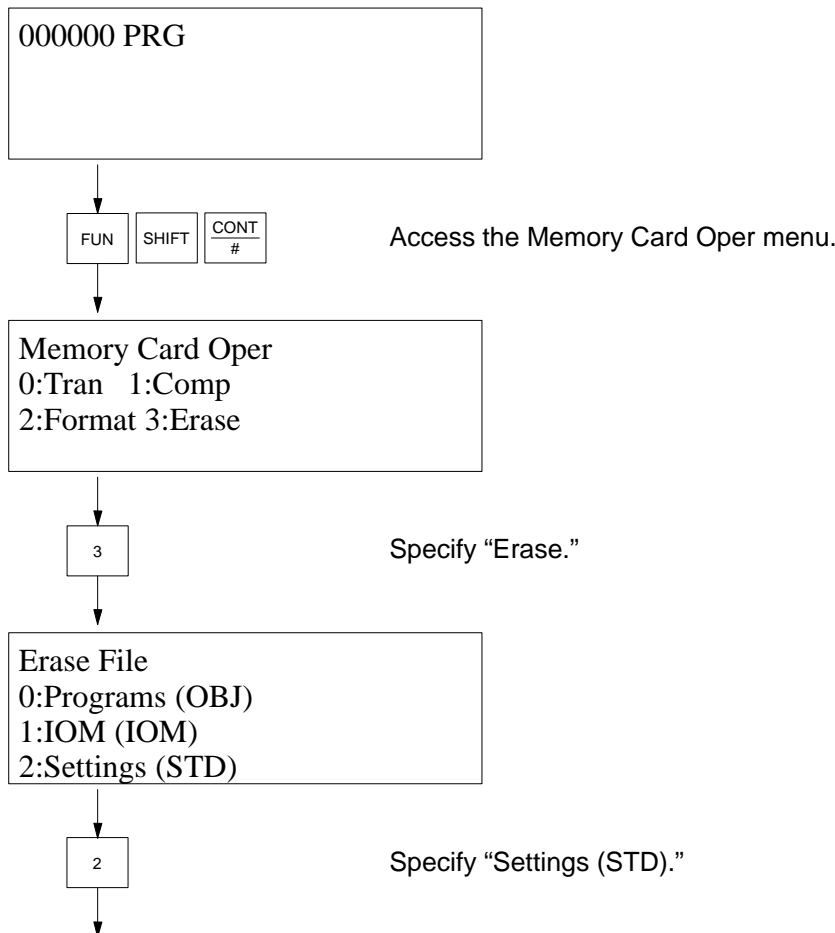 000000 PRG
FUN SHIFT CONT
#
Access the Memory Card Oper menu.
Memory Card Oper
0:Tran 1:Comp
2:Format 3:Erase
3
Specify “Erase.”
Erase File
0:Programs (OBJ)
1:IOM (IOM)
2:Settings (STD)
2
Specify “Settings (STD).”